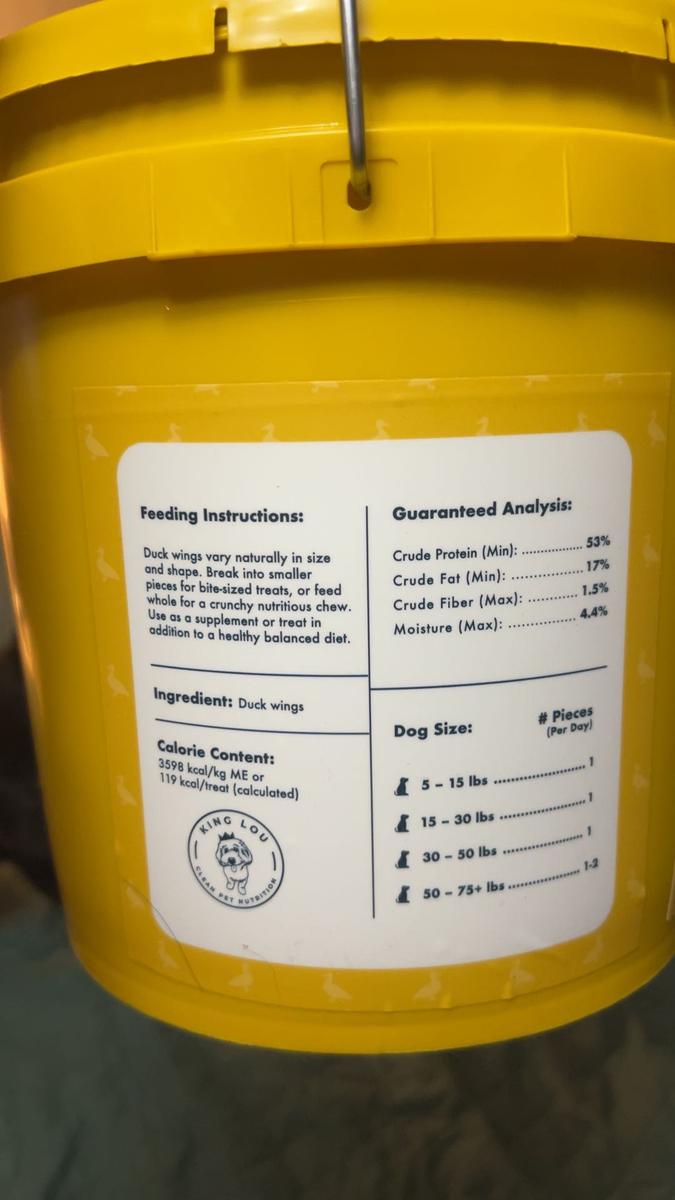 Feeding Instructions:
Duck wings vary naturally in size
and shape. Break into smaller
pieces for bite-sized treats, or feed
whole for a crunchy nutritious chew.
Use as a supplement or treat in
addition to a healthy balanced diet.
Ingredient: Duck wings
Calorie Content:
3598 kcal/kg ME or
119 kcal/treat (calculated)
KING LOU
CLEAN PET NUTRITION
Guaranteed Analysis:
Crude Protein (Min): ................ 53%
Crude Fat (Min): .................. 17%
Crude Fiber (Max): ............ 1.5%
Moisture (Max): ................ 4.4%
Dog Size: # Pieces
(Per Day)
5 – 15 lbs ........................ 1
15 – 30 lbs ........................ 1
30 – 50 lbs ..................... 1
50 – 75+ lbs .................. 1-2